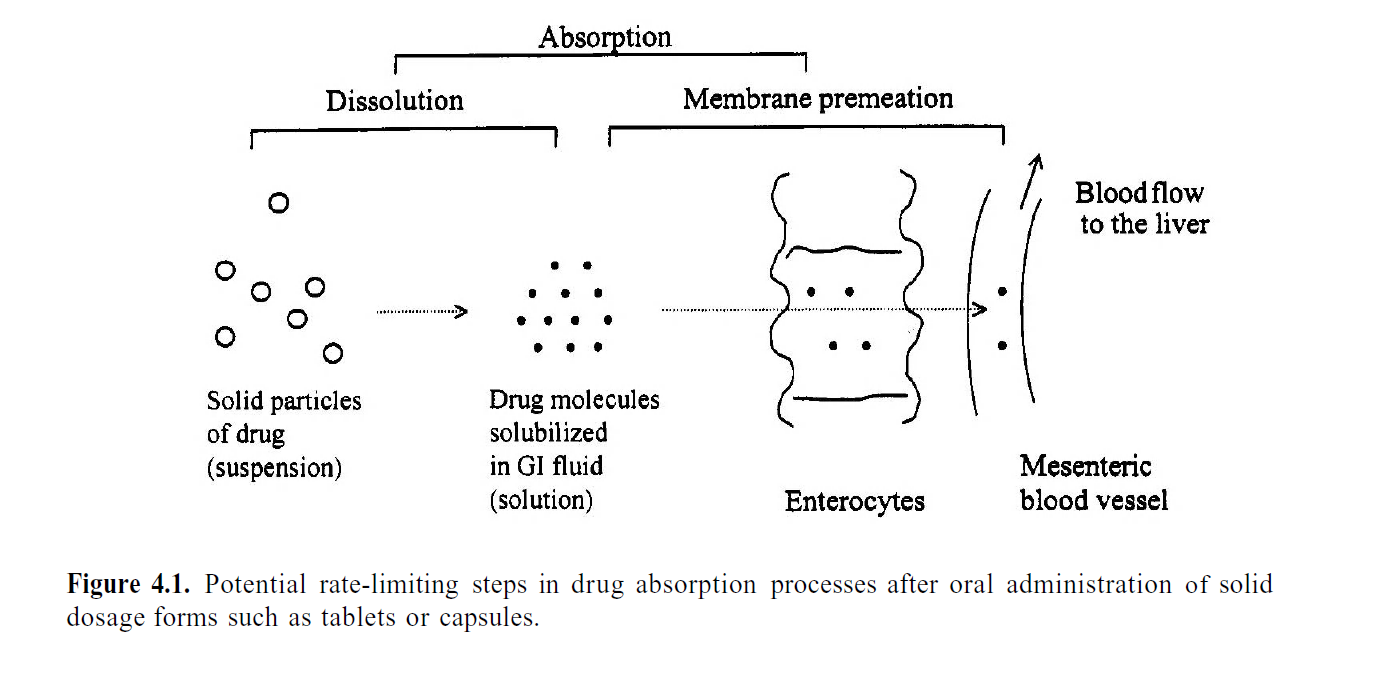 Absorption
Dissolution
Membrane premeation
Blood flow
to the liver
Solid particles
of drug
(suspension)
Drug molecules
solubilized
in GI fluid
(solution)
Enterocytes
Mesenteric
blood vessel
Figure 4.1. Potential rate-limiting steps in drug absorption processes after oral administration of solid
dosage forms such as tablets or capsules.